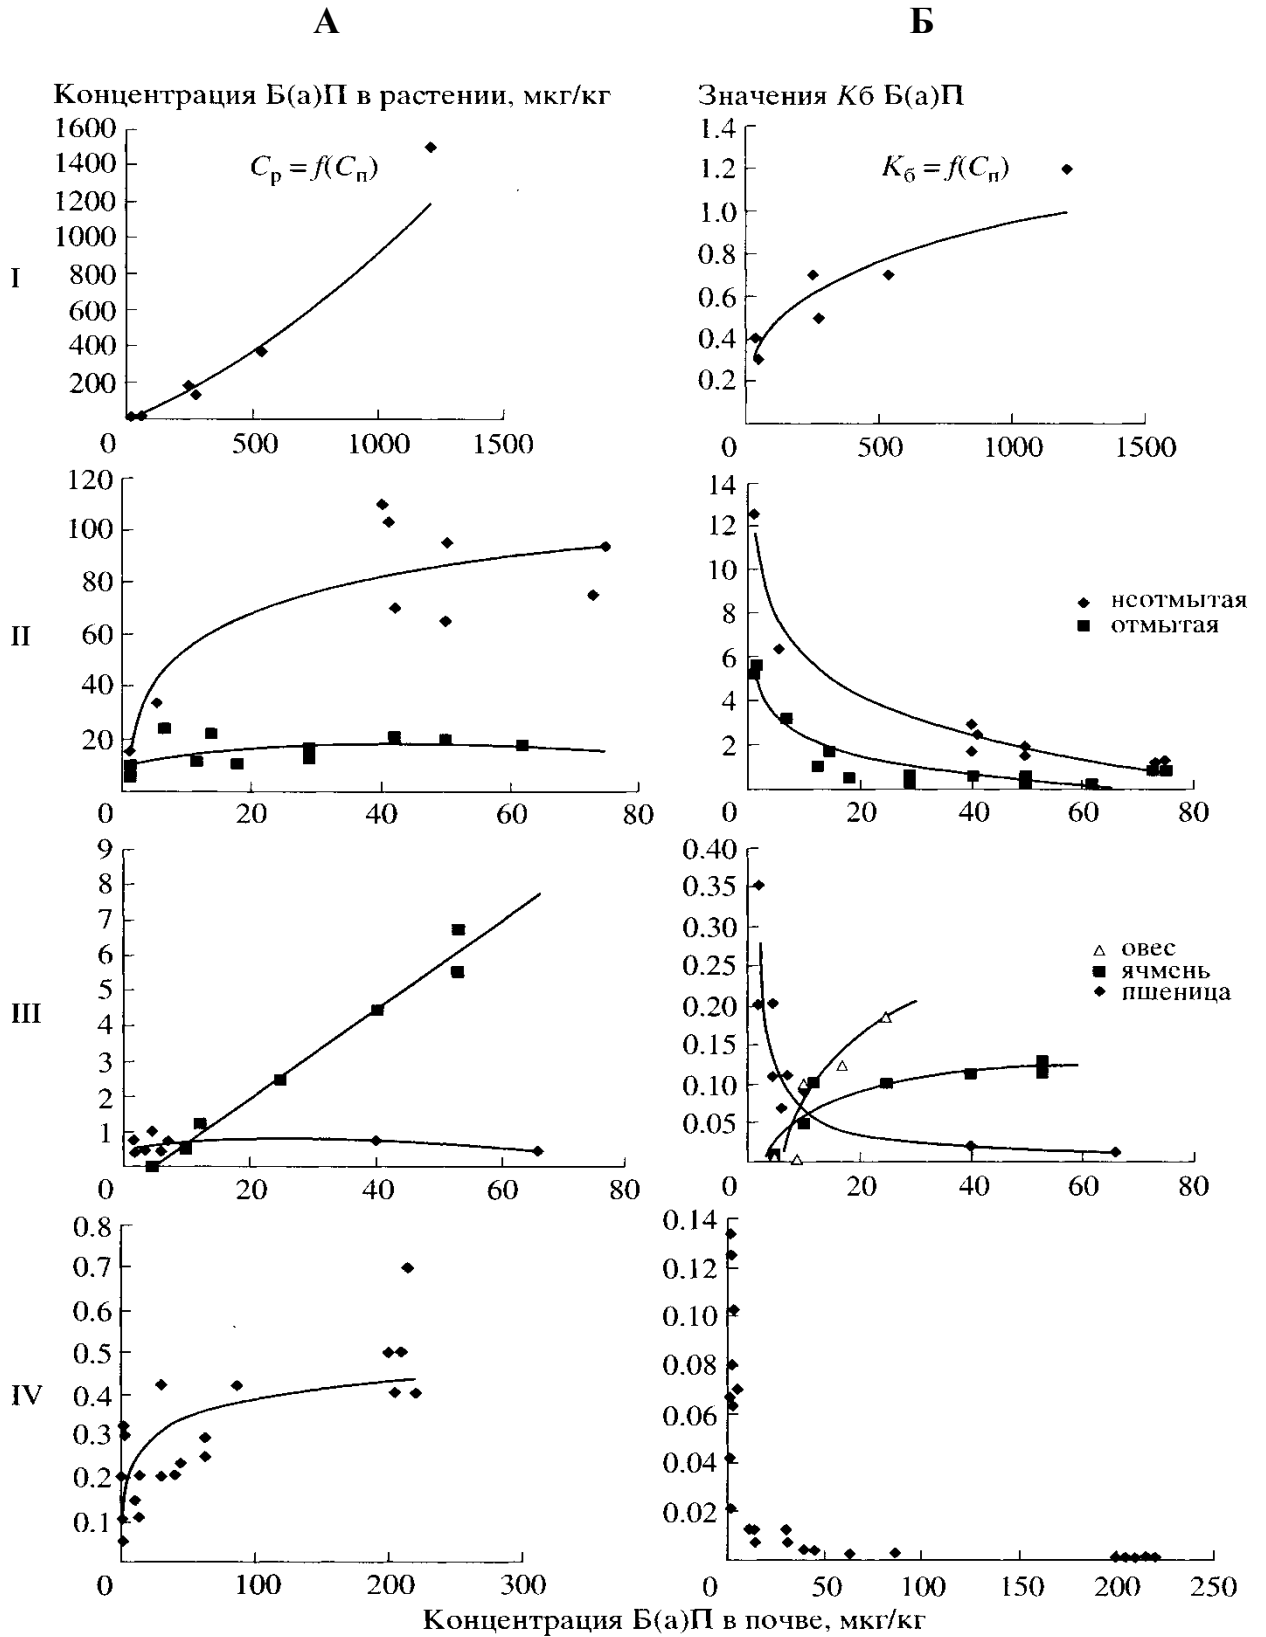 А Б
Концентрация Б(а)П в растении, мкг/кг
Значения Kб Б(а)П
I
1600
1400
1200
1000
800
600
400
200
0 500 1000 1500
Cр = f(Cп)
1.4
1.2
1.0
0.8
0.6
0.4
0.2
0 500 1000 1500
Kб = f(Cп)
II
120
100
80
60
40
20
0 20 40 60 80
14
12
10
8
6
4
2
0 20 40 60 80
неотмытая
отмытая
III
9
8
7
6
5
4
3
2
1
0 20 40 60 80
0.40
0.35
0.30
0.25
0.20
0.15
0.10
0.05
0 20 40 60 80
овес
ячмень
пшеница
IV
0.8
0.7
0.6
0.5
0.4
0.3
0.2
0.1
0 100 200 300
0.14
0.12
0.10
0.08
0.06
0.04
0.02
0 50 100 150 200 250
Концентрация Б(а)П в почве, мкг/кг